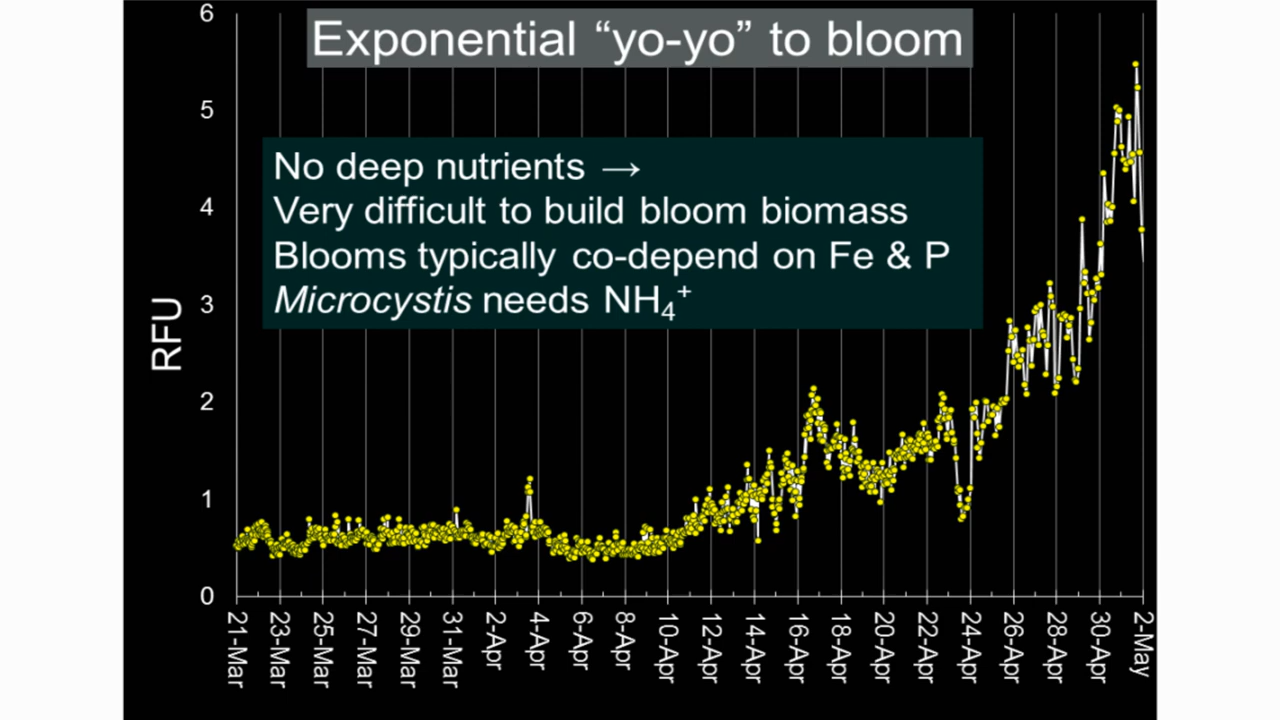 Exponential “yo-yo” to bloom
No deep nutrients →
Very difficult to build bloom biomass
Blooms typically co-depend on Fe & P
Microcystis needs NH₄⁺
RFU
6
5
4
3
2
1
0
21-Mar
23-Mar
25-Mar
27-Mar
29-Mar
31-Mar
2-Apr
4-Apr
6-Apr
8-Apr
10-Apr
12-Apr
14-Apr
16-Apr
18-Apr
20-Apr
22-Apr
24-Apr
26-Apr
28-Apr
30-Apr
2-May